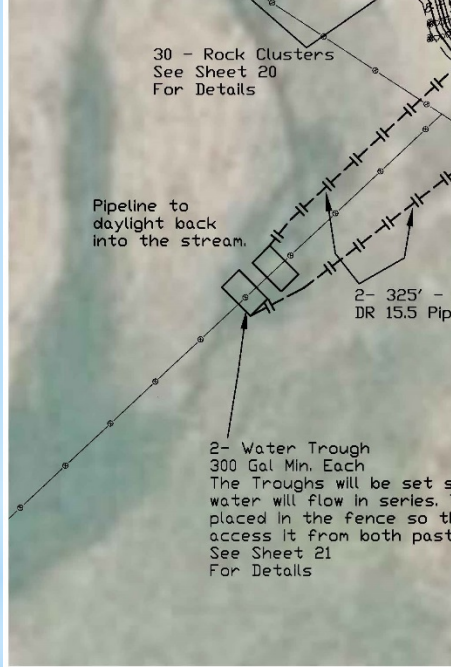 30 - Rock Clusters
See Sheet 20
For Details
Pipeline to
daylight back
into the stream.
2- 325' -
DR 15.5 Pip
2- Water Trough
300 Gal Min. Each
The Troughs will be set s
water will flow in series.
placed in the fence so th
access it from both past
See Sheet 21
For Details